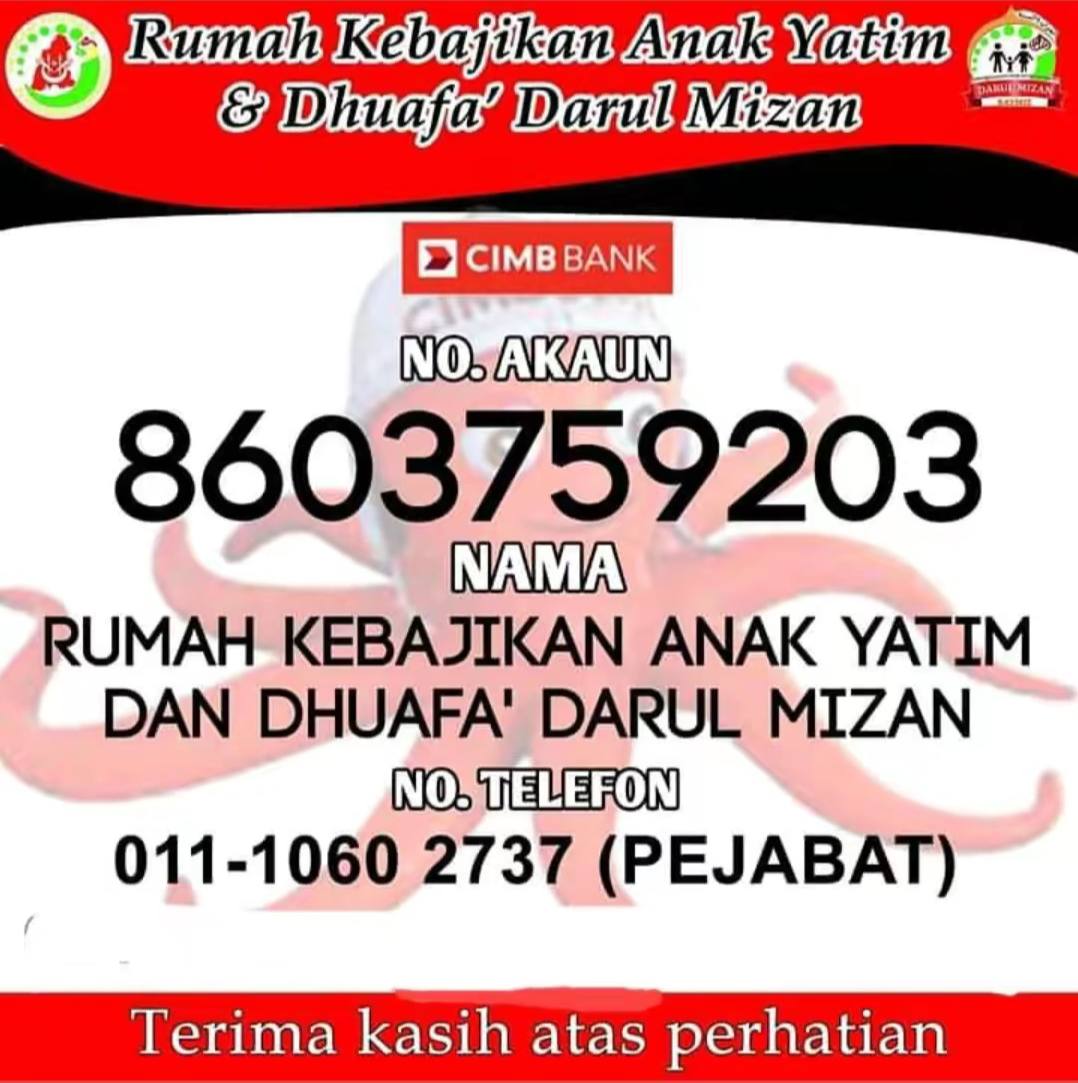 Rumah Kebajikan Anak Yatim
& Dhuafa' Darul Mizan
DARUL MIZAN
CIMB BANK
CIMB
NO. AKAUN
8603759203
NAMA
RUMAH KEBAJIKAN ANAK YATIM
DAN DHUAFA' DARUL MIZAN
NO. TELEFON
011-1060 2737 (PEJABAT)
Terima kasih atas perhatian